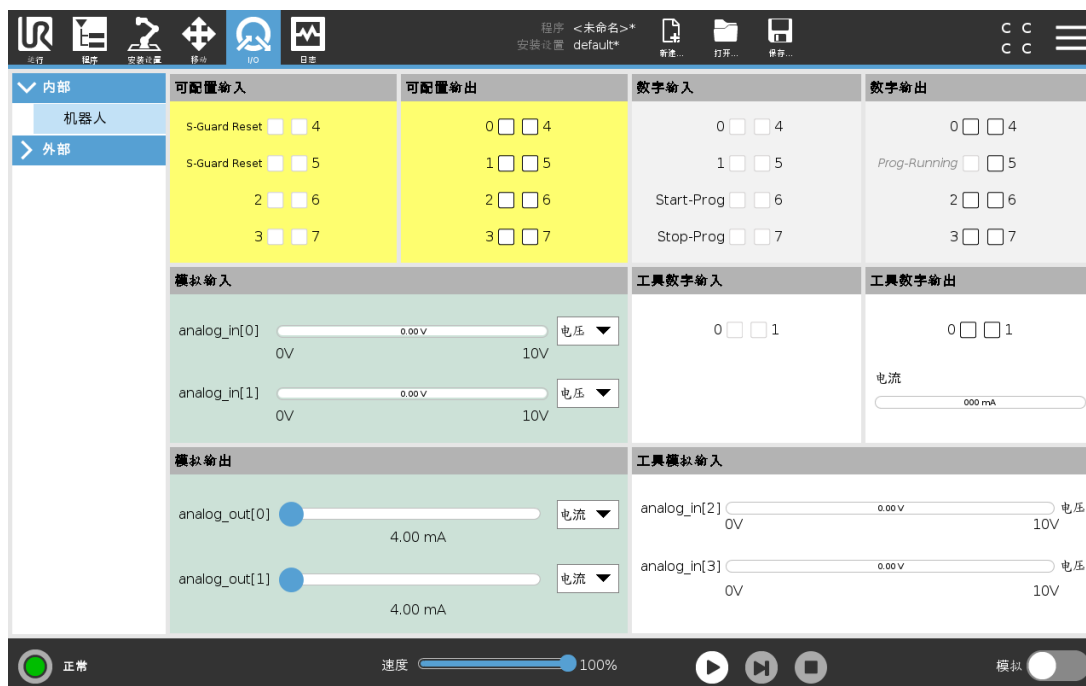 程序 <未命名>*
安装设置 default*
运行 程序 安装设置 移动 I/O 日志 新建... 打开... 保存...
C C
C C
内部
机器人
外部
可配置输入
S-Guard Reset 4
S-Guard Reset 5
2 6
3 7
可配置输出
0 4
1 5
2 6
3 7
数字输入
0 4
1 5
Start-Prog 6
Stop-Prog 7
数字输出
0 4
Prog-Running 5
2 6
3 7
模拟输入
analog_in[0] 0.00 V 电压
0V 10V
analog_in[1] 0.00 V 电压
0V 10V
工具数字输入
0 1
工具数字输出
0 1
电流
000 mA
模拟输出
analog_out[0] 电流
4.00 mA
analog_out[1] 电流
4.00 mA
工具模拟输入
analog_in[2] 0.00 V 电压
0V 10V
analog_in[3] 0.00 V 电压
0V 10V
正常 速度 100% 模拟